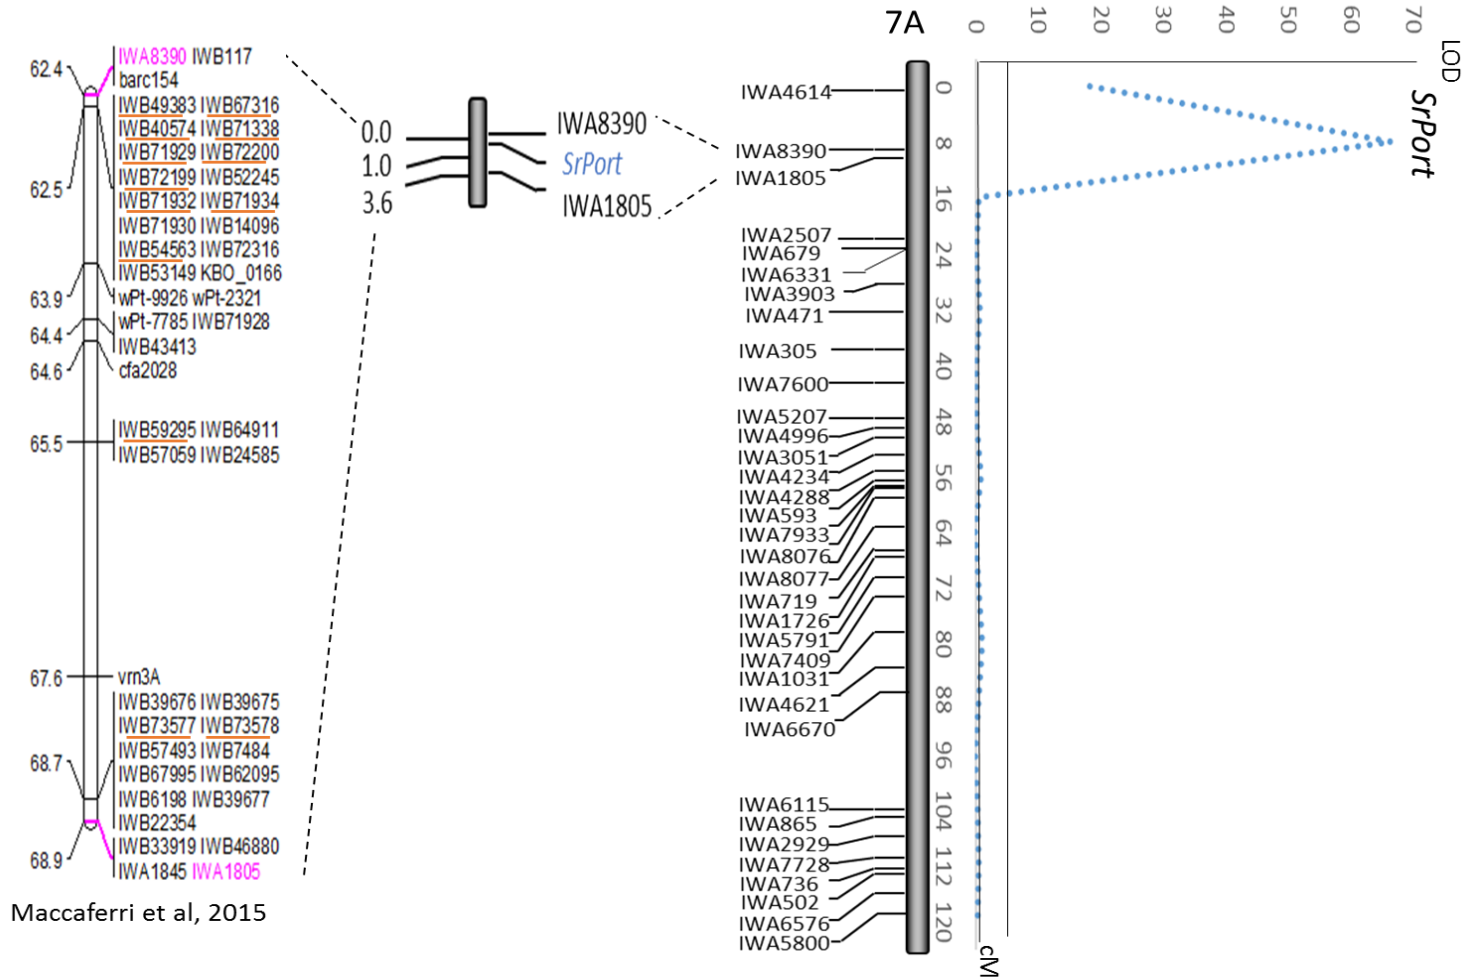 62.4
62.5
63.9
64.4
64.6
65.5
67.6
68.7
68.9
IWA8390 IWB117
barc154
IWB49383 IWB67316
IWB40574 IWB71338
IWB71929 IWB72200
IWB72199 IWB52245
IWB71932 IWB71934
IWB71930 IWB14096
IWB54563 IWB72316
IWB53149 KBO_0166
wPt-9926 wPt-2321
wPt-7785 IWB71928
IWB43413
cfa2028
IWB59295 IWB64911
IWB57059 IWB24585
vrn3A
IWB39676 IWB39675
IWB73577 IWB73578
IWB57493 IWB7484
IWB67995 IWB62095
IWB6198 IWB39677
IWB22354
IWB33919 IWB46880
IWA1845 IWA1805
Maccaferri et al, 2015
0.0
1.0
3.6
IWA8390
SrPort
IWA1805
7A
IWA4614
IWA8390
IWA1805
IWA2507
IWA679
IWA6331
IWA3903
IWA471
IWA305
IWA7600
IWA5207
IWA4996
IWA3051
IWA4234
IWA4288
IWA593
IWA7933
IWA8076
IWA8077
IWA719
IWA1726
IWA5791
IWA7409
IWA1031
IWA4621
IWA6670
IWA6115
IWA865
IWA2929
IWA7728
IWA736
IWA502
IWA6576
IWA5800
0 8 16 24 32 40 48 56 64 72 80 88 96 104 112 120
cM
0 10 20 30 40 50 60 70
LOD
SrPort